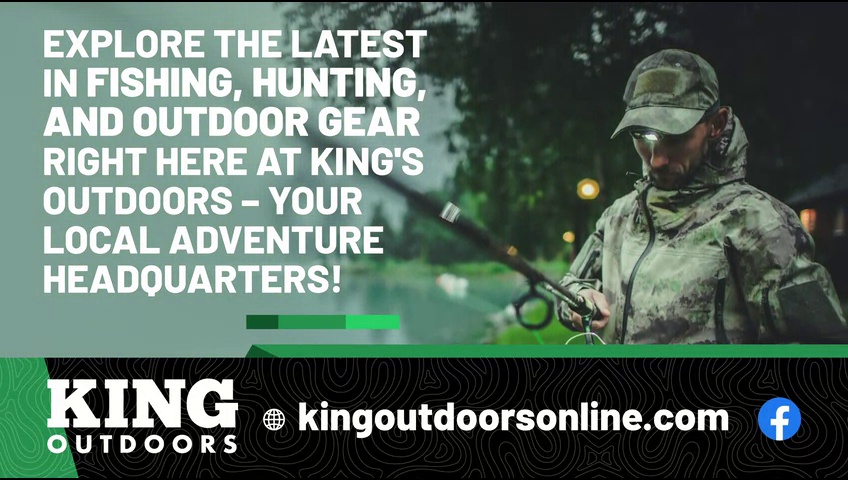 EXPLORE THE LATEST
IN FISHING, HUNTING,
AND OUTDOOR GEAR
RIGHT HERE AT KING'S
OUTDOORS – YOUR
LOCAL ADVENTURE
HEADQUARTERS!
KING
OUTDOORS
kingoutdoorsonline.com